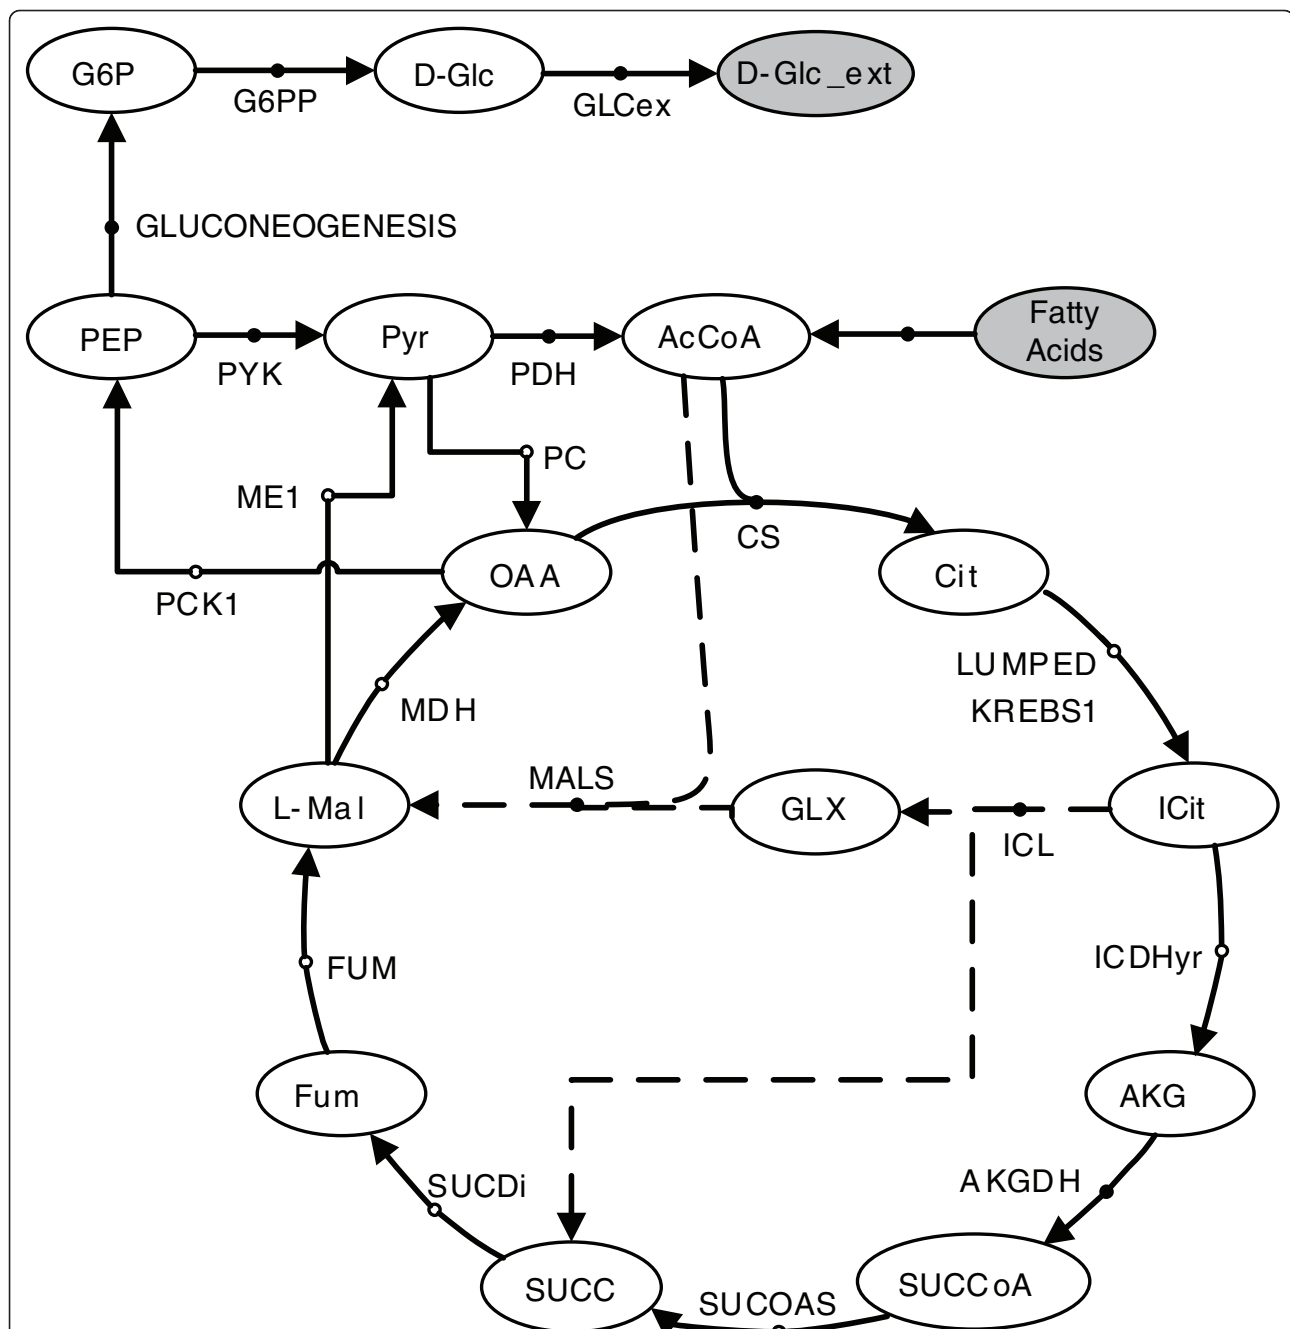 G6P
G6PP
D-Glc
GLCex
D-Glc_ext
GLUCONEOGENESIS
PEP
PYK
Pyr
PDH
AcCoA
Fatty
Acids
ME1
PC
CS
PCK1
OAA
Cit
MDH
LUMPED
KREBS1
L-Mal
MALS
GLX
ICL
ICit
FUM
ICDHyr
Fum
AKG
SUCDi
AKGDH
SUCC
SUCOAS
SUCCoA